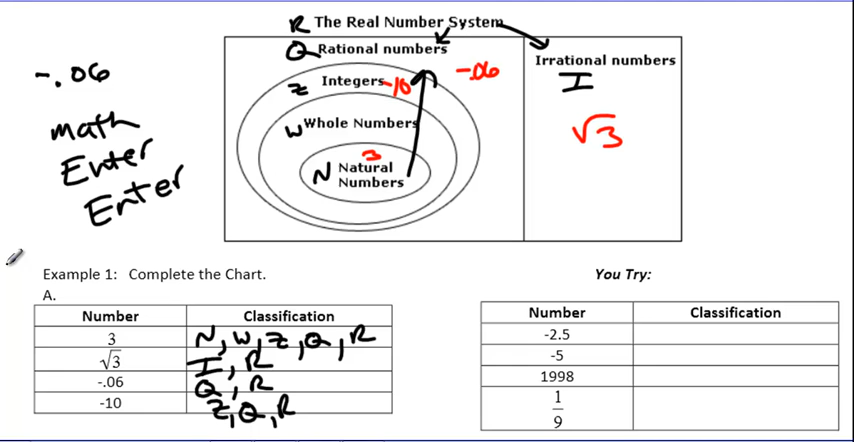 R The Real Number System
Q Rational numbers
Irrational numbers
I
-.06
Z Integers -10
-.06
math
W Whole Numbers
√3
Enter
3
N Natural
Numbers
Enter
Example 1: Complete the Chart.
You Try:
A.
Number Classification
3 N, W, Z, Q, R
√3 I, R
-.06 Q, R
-10 Z, Q, R
Number Classification
-2.5
-5
1998
1
9